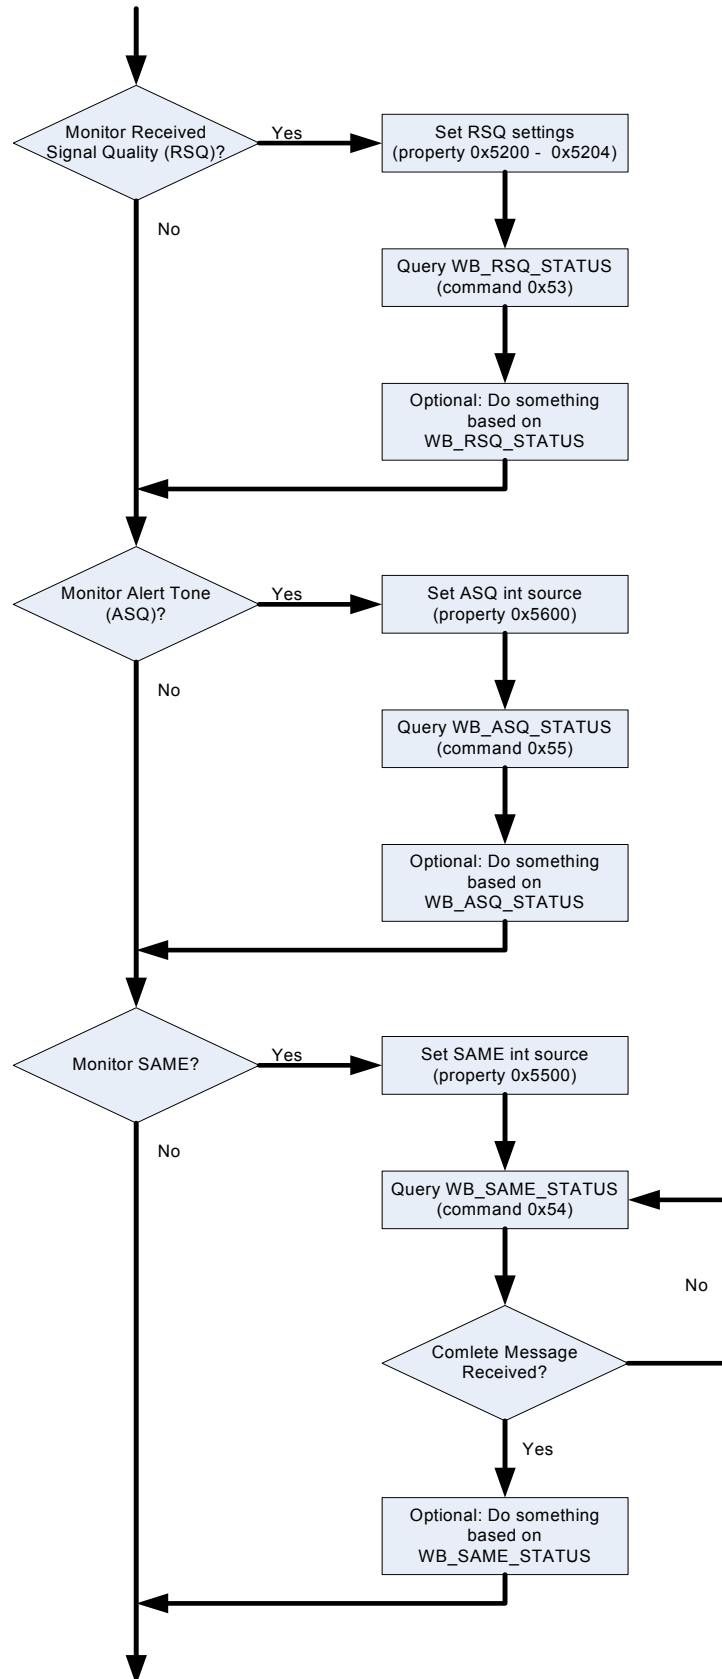 Monitor Received
Signal Quality (RSQ)?
Yes
Set RSQ settings
(property 0x5200 - 0x5204)
No
Query WB_RSQ_STATUS
(command 0x53)
Optional: Do something
based on
WB_RSQ_STATUS
Monitor Alert Tone
(ASQ)?
Yes
Set ASQ int source
(property 0x5600)
No
Query WB_ASQ_STATUS
(command 0x55)
Optional: Do something
based on
WB_ASQ_STATUS
Monitor SAME?
Yes
Set SAME int source
(property 0x5500)
No
Query WB_SAME_STATUS
(command 0x54)
No
Comlete Message
Received?
Yes
Optional: Do something
based on
WB_SAME_STATUS